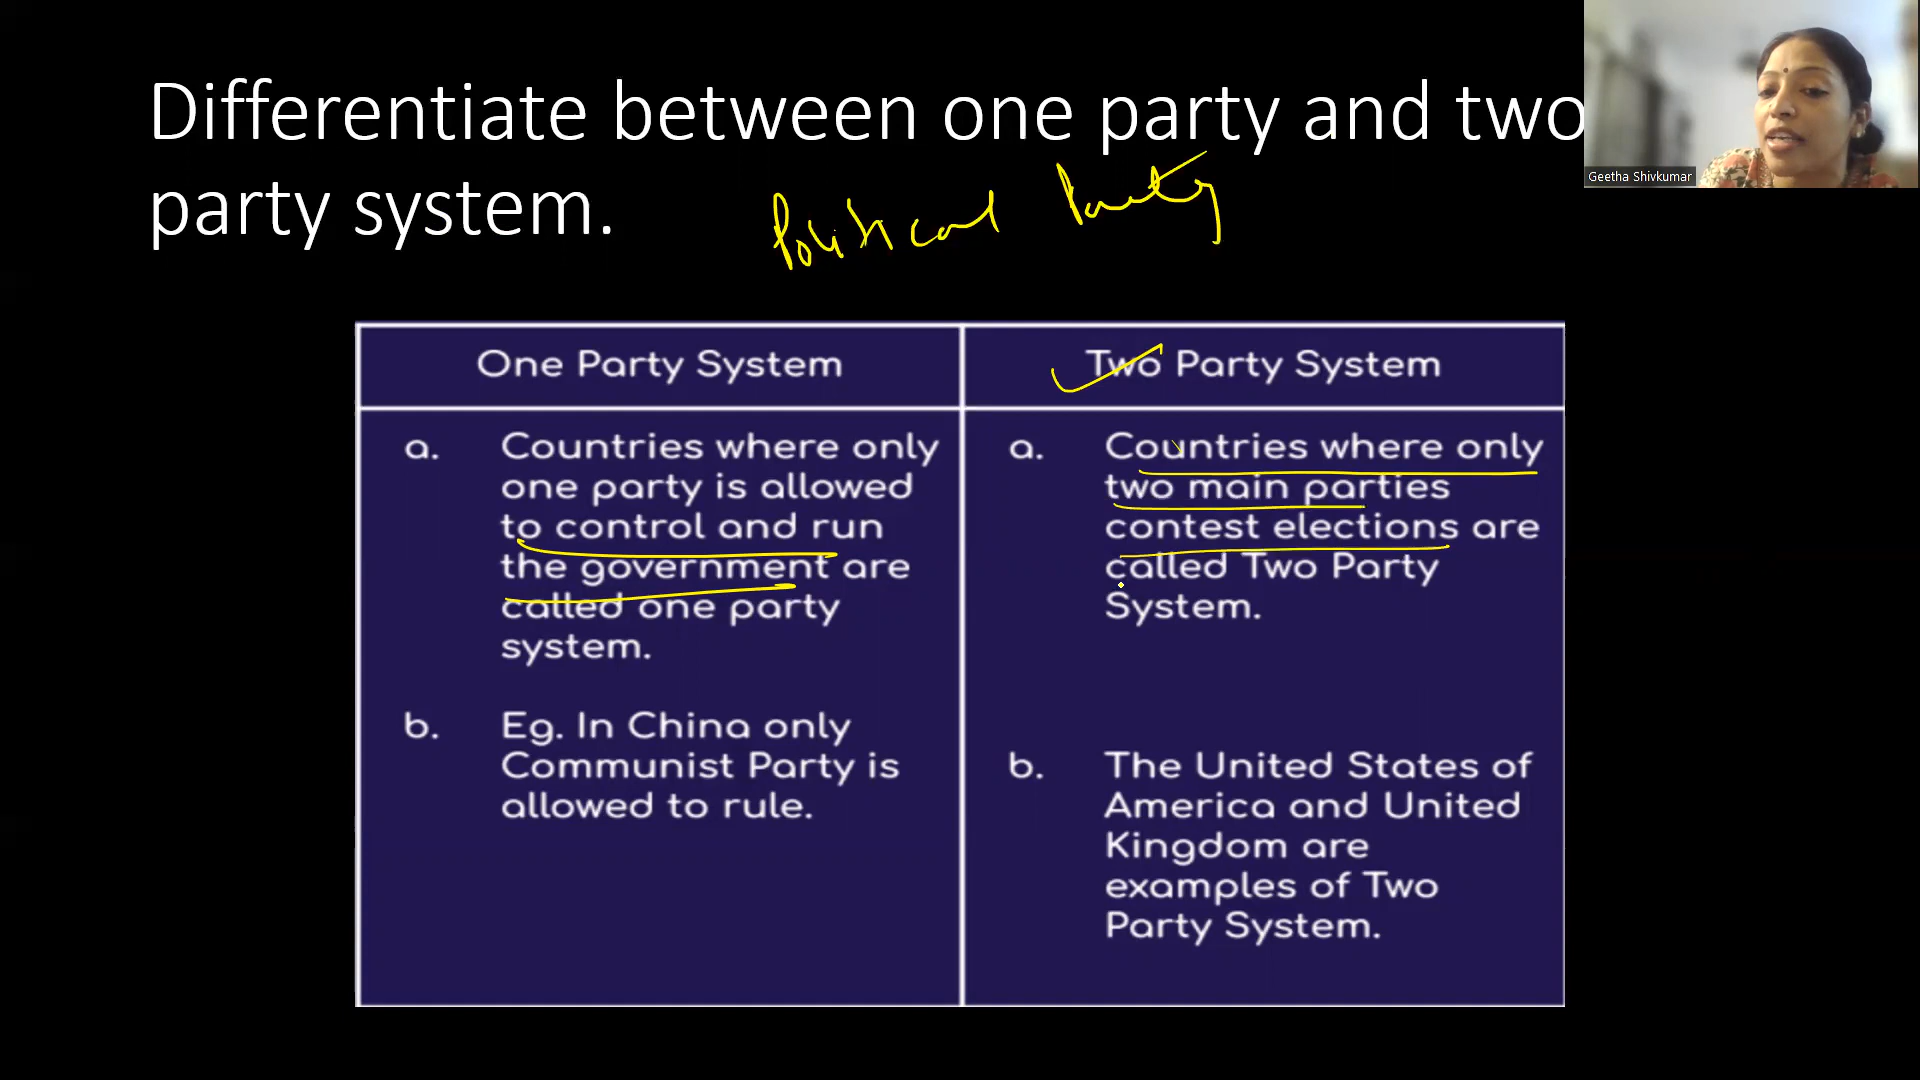 Differentiate between one party and two
party system.
Political Party
Geetha Shivkumar
One Party System
a. Countries where only
one party is allowed
to control and run
the government are
called one party
system.
b. Eg. In China only
Communist Party is
allowed to rule.
Two Party System
a. Countries where only
two main parties
contest elections are
called Two Party
System.
b. The United States of
America and United
Kingdom are
examples of Two
Party System.